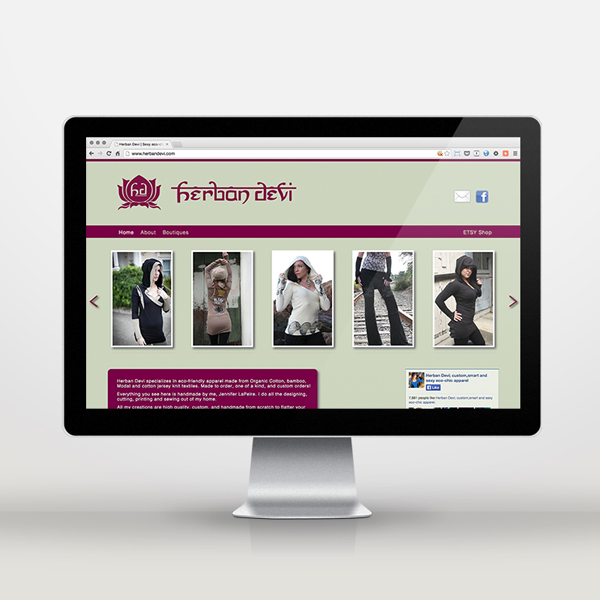 Herban Devi | Sexy eco-
www.herbandevi.com
hd
herban devi
f
Home About Boutiques ETSY Shop
Herban Devi specializes in eco-friendly apparel made from Organic Cotton, bamboo,
Modal and cotton jersey knit textiles. Made to order, one of a kind, and custom orders!
Everything you see here is handmade by me, Jennifer LaPeire. I do all the designing,
cutting, printing and sewing out of my home.
All my creations are high quality, custom, and handmade from scratch to flatter your
Herban Devi, custom,smart and
sexy eco-chic apparel
Like
people like Herban Devi, custom,smart and sexy
eco-chic apparel.